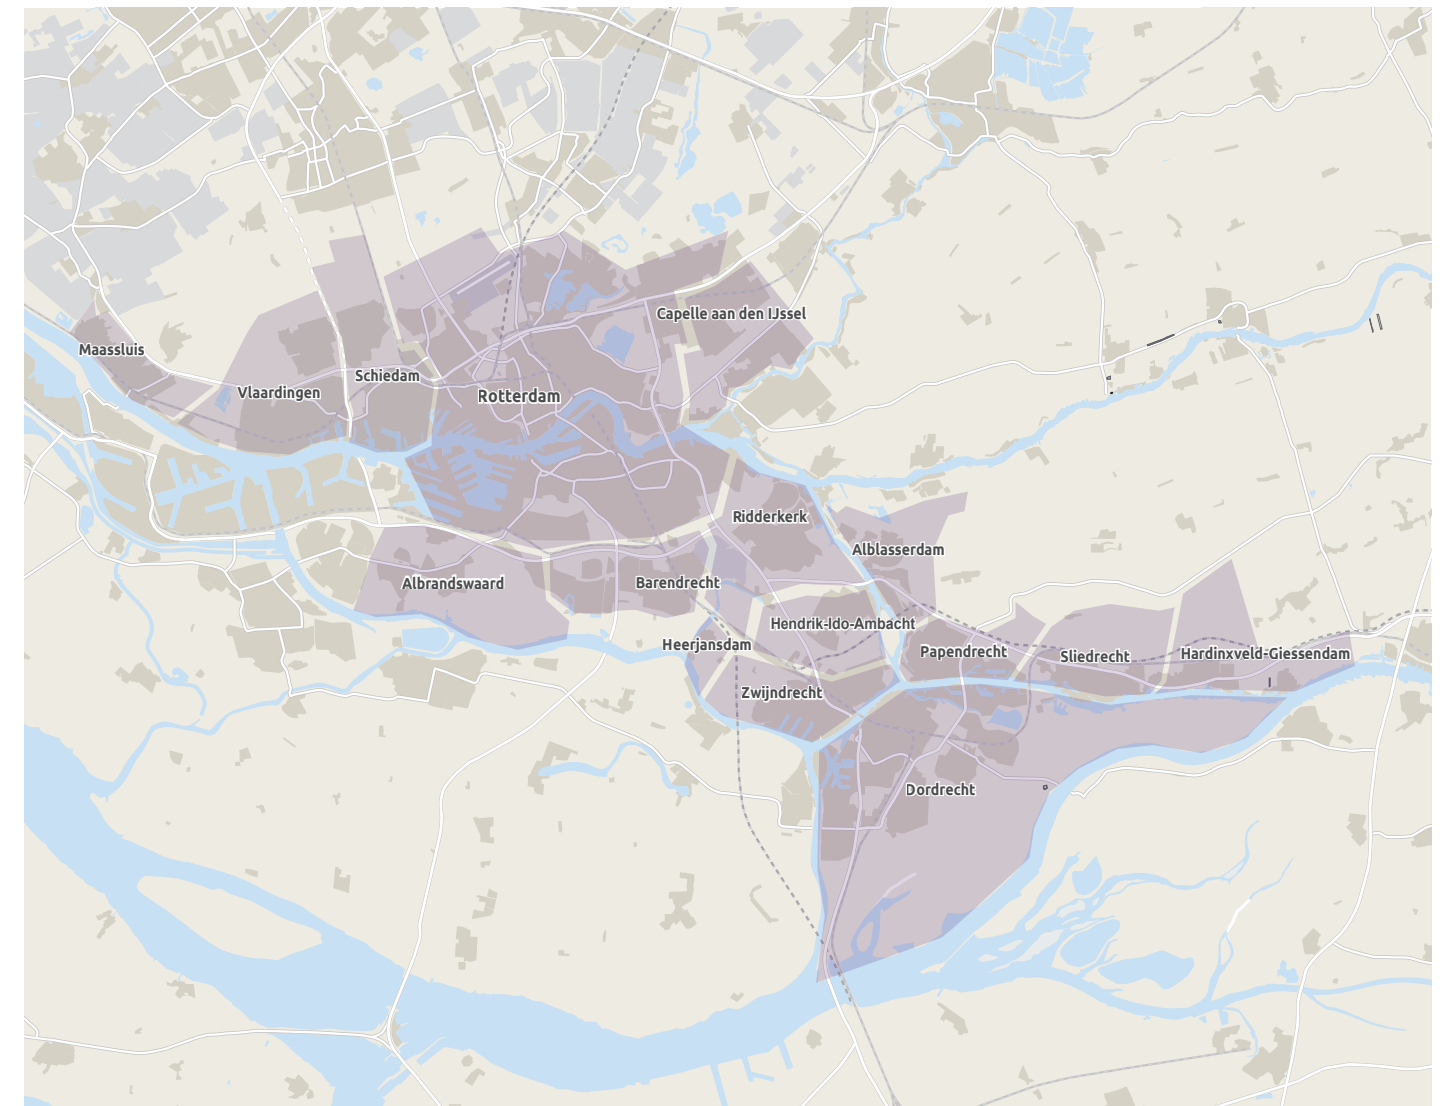 Capelle aan den IJssel
Maassluis
Schiedam
Vlaardingen
Rotterdam
Ridderkerk
Alblasserdam
Albrandswaard
Barendrecht
Hendrik-Ido-Ambacht
Heerjansdam
Papendrecht
Sliedrecht
Hardinxveld-Giessendam
Zwijndrecht
Dordrecht